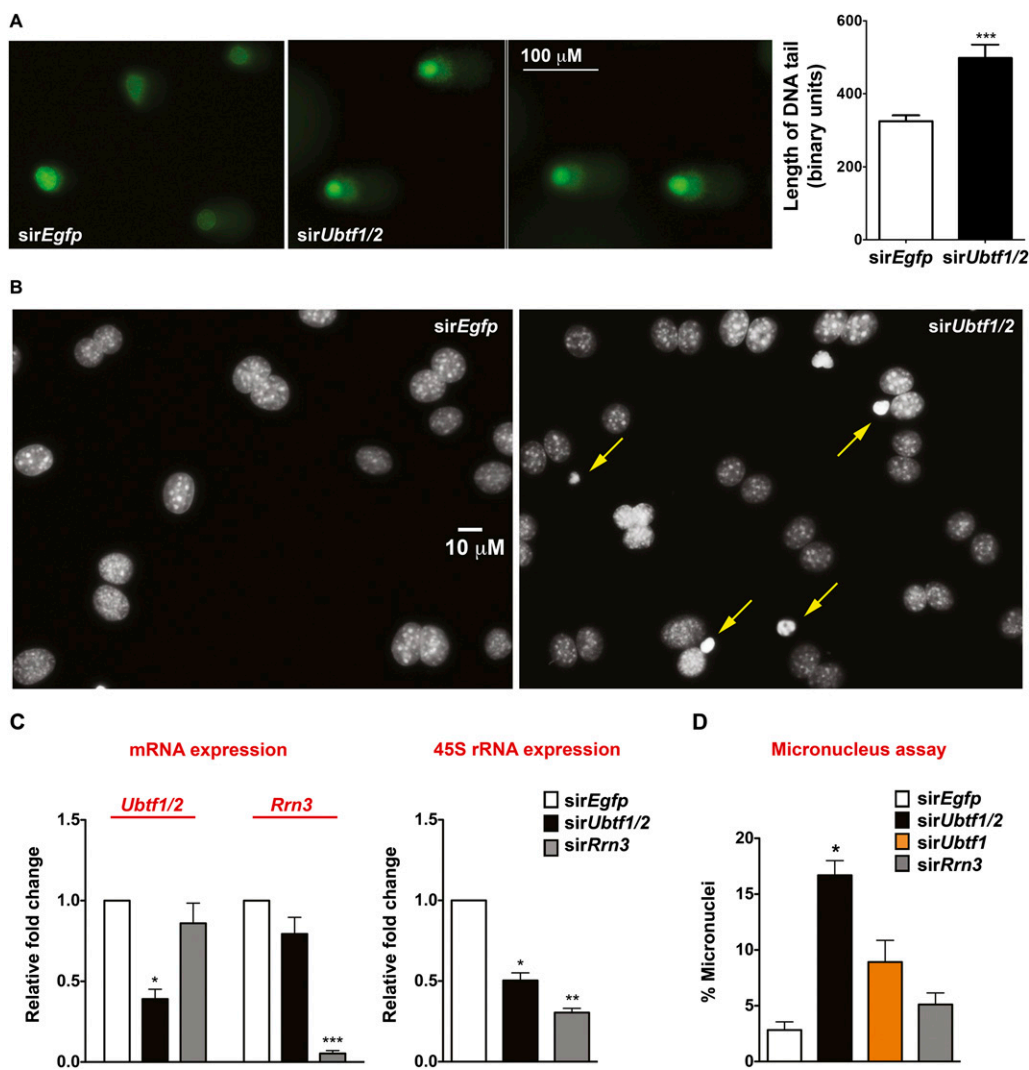 A
sirEgfp
sirUbtf1/2
100 μM
Length of DNA tail
(binary units)
600
400
200
0
***
sirEgfp sirUbtf1/2
B
sirEgfp
10 μM
sirUbtf1/2
C
mRNA expression
Ubtf1/2
Rrn3
Relative fold change
1.5
1.0
0.5
0.0
*
***
45S rRNA expression
sirEgfp
sirUbtf1/2
sirRrn3
Relative fold change
1.5
1.0
0.5
0.0
*
**
D
Micronucleus assay
sirEgfp
sirUbtf1/2
sirUbtf1
sirRrn3
% Micronuclei
20
15
10
5
0
*